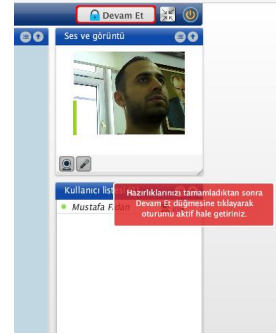 Devam Et
Ses ve görüntü
Kullanıcı list
Mustafa F
dan
Hazırlıklarınızı tamamladıktan sonra
Devam Et düğmesine tıklayarak
oturumu aktif hale getiriniz.